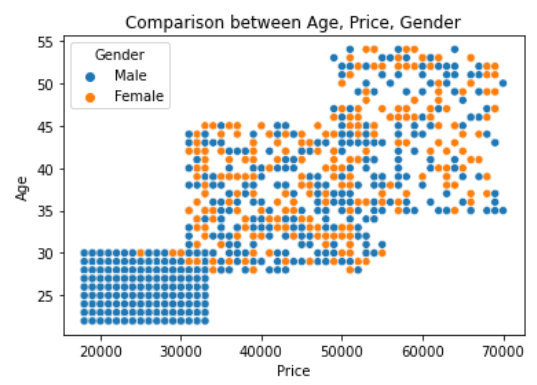 Comparison between Age, Price, Gender
Gender
Male
Female
55
50
45
40
35
30
25
Age
20000 30000 40000 50000 60000 70000
Price